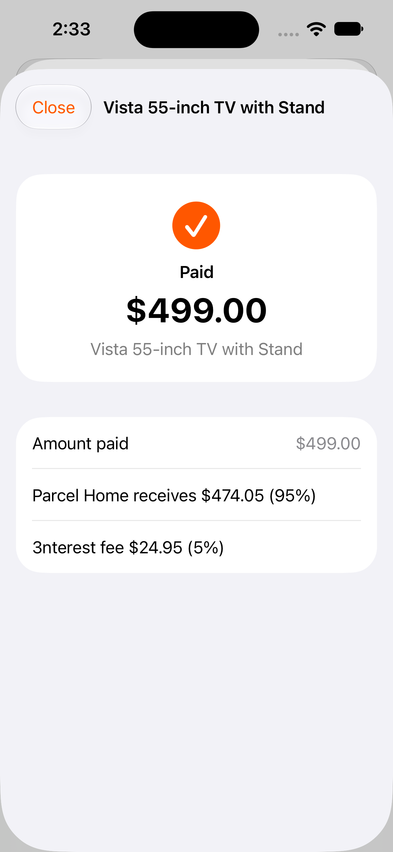 2:33
Close
Vista 55-inch TV with Stand
Paid
$499.00
Vista 55-inch TV with Stand
Amount paid $499.00
Parcel Home receives $474.05 (95%)
3nterest fee $24.95 (5%)